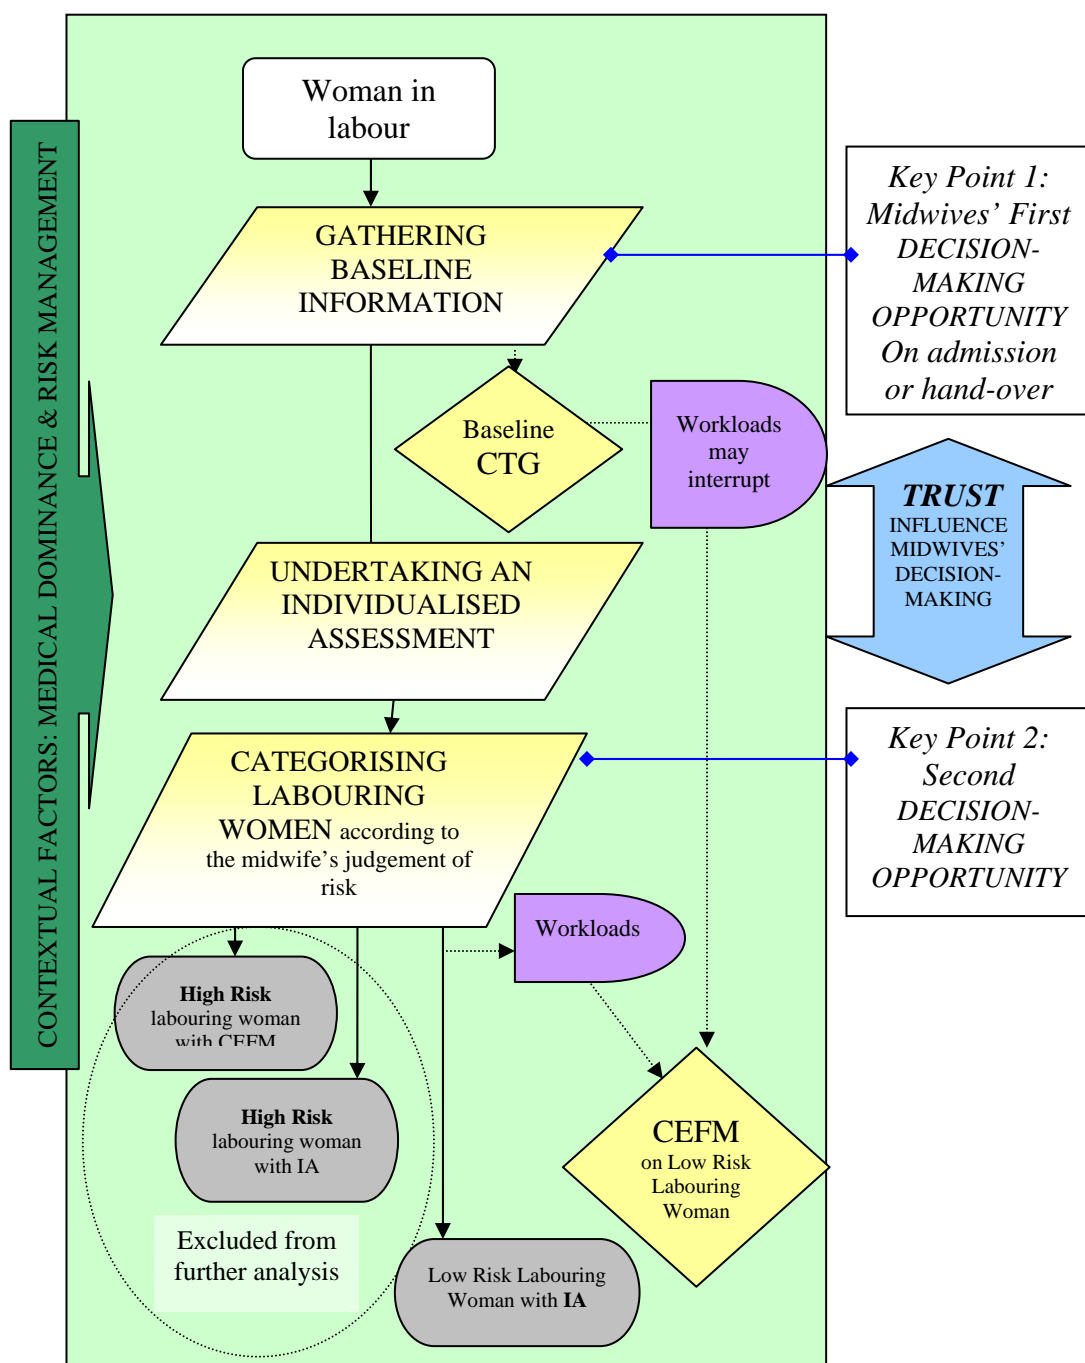 Woman in
labour
CONTEXTUAL FACTORS: MEDICAL DOMINANCE & RISK MANAGEMENT
GATHERING
BASELINE
INFORMATION
Key Point 1:
Midwives’ First
DECISION-
MAKING
OPPORTUNITY
On admission
or hand-over
Baseline
CTG
Workloads
may
interrupt
TRUST
INFLUENCE
MIDWIVES’
DECISION-
MAKING
UNDERTAKING AN
INDIVIDUALISED
ASSESSMENT
CATEGORISING
LABOURING
WOMEN according to
the midwife’s judgement of
risk
Key Point 2:
Second
DECISION-
MAKING
OPPORTUNITY
Workloads
High Risk
labouring woman
with CEFM
High Risk
labouring woman
with IA
CEFM
on Low Risk
Labouring
Woman
Excluded from
further analysis
Low Risk Labouring
Woman with IA